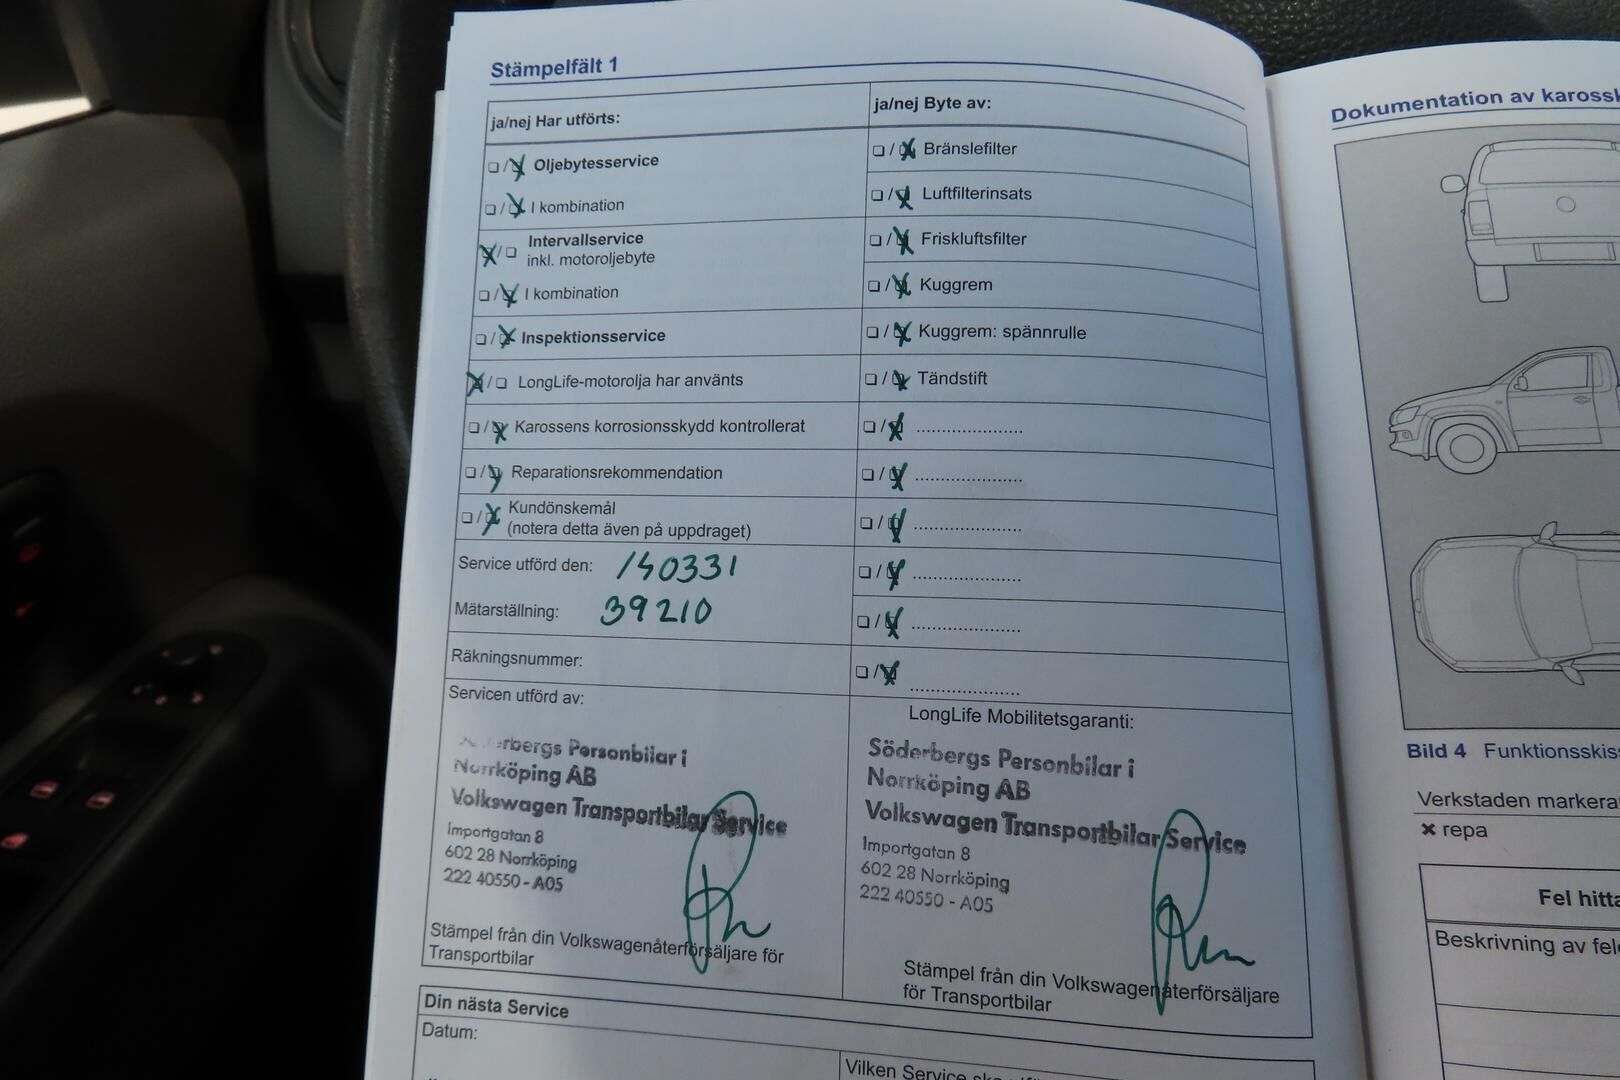 Stämpelfält 1
ja/nej Har utförts:
❏ / ❏ Oljebytesservice
❏ / ❏ I kombination
❏ / ❏ Intervallservice
inkl. motoroljebyte
❏ / ❏ I kombination
❏ / ❏ Inspektionsservice
❏ / ❏ LongLife-motorolja har använts
❏ / ❏ Karossens korrosionsskydd kontrollerat
❏ / ❏ Reparationsrekommendation
❏ / ❏ Kundönskemål
(notera detta även på uppdraget)
Service utförd den: 140331
Mätarställning: 39210
Räkningsnummer:
Servicen utförd av:
Norrköping AB
Volkswagen Transportbilar Service
Importgatan 8
602 28 Norrköping
222 40550 - A05
Stämpel från din Volkswagenåterförsäljare för
Transportbilar
ja/nej Byte av:
❏ / ❏ Bränslefilter
❏ / ❏ Luftfilterinsats
❏ / ❏ Friskluftsfilter
❏ / ❏ Kuggrem
❏ / ❏ Kuggrem: spännrulle
❏ / ❏ Tändstift
❏ / ❏ .....................
❏ / ❏ .....................
❏ / ❏ .....................
❏ / ❏ .....................
❏ / ❏ .....................
❏ / ❏ .....................
LongLife Mobilitetsgaranti:
Söderbergs Personbilar i
Norrköping AB
Volkswagen Transportbilar Service
Importgatan 8
602 28 Norrköping
222 40550 - A05
Stämpel från din Volkswagenåterförsäljare
för Transportbilar
Din nästa Service
Datum:
Vilken Service
Dokumentation av
Bild 4
Verkstaden
✖ repa
Fel
Beskrivning av